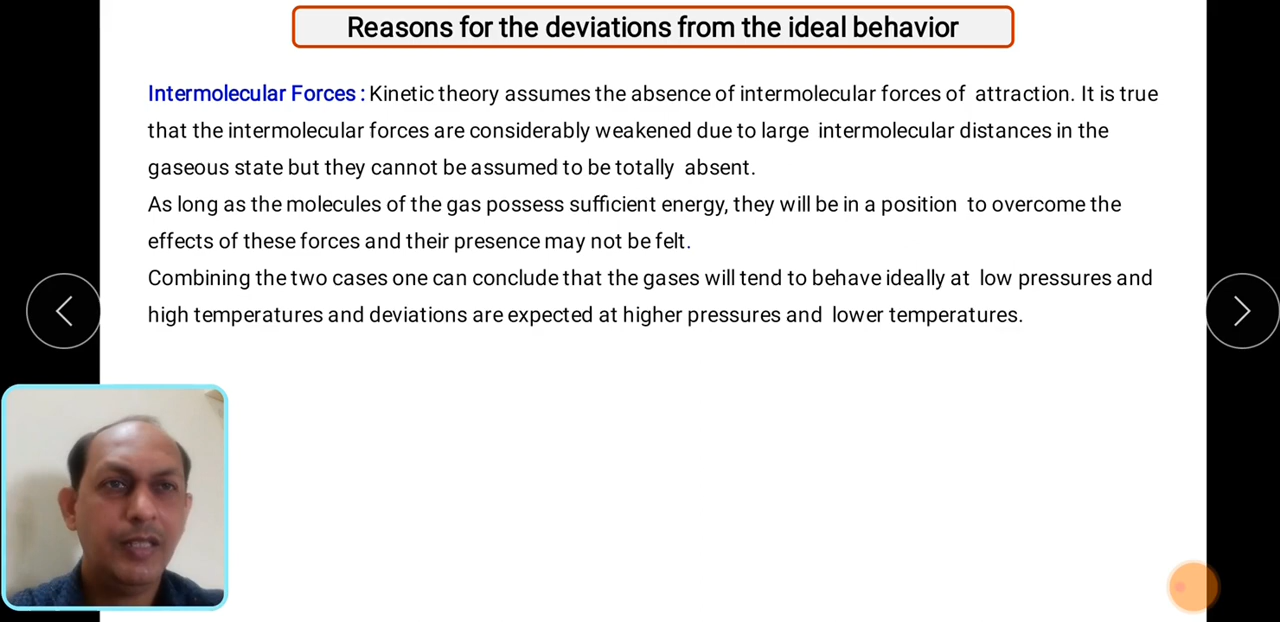 Reasons for the deviations from the ideal behavior
Intermolecular Forces : Kinetic theory assumes the absence of intermolecular forces of attraction. It is true
that the intermolecular forces are considerably weakened due to large intermolecular distances in the
gaseous state but they cannot be assumed to be totally absent.
As long as the molecules of the gas possess sufficient energy, they will be in a position to overcome the
effects of these forces and their presence may not be felt.
Combining the two cases one can conclude that the gases will tend to behave ideally at low pressures and
high temperatures and deviations are expected at higher pressures and lower temperatures.